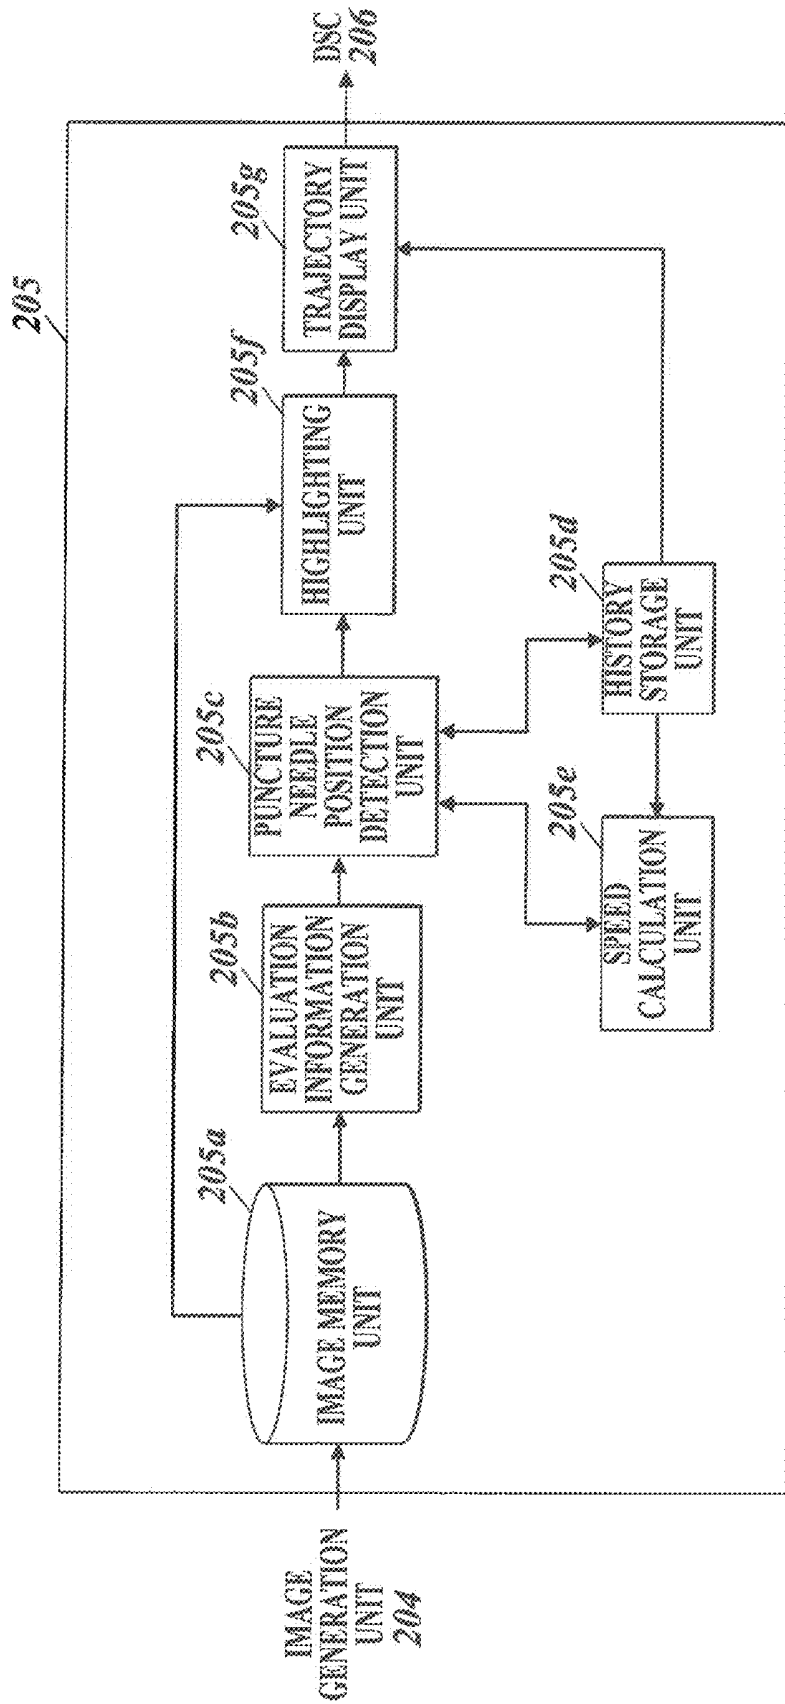 205
IMAGE
GENERATION
UNIT
204
205a
IMAGE MEMORY
UNIT
205b
EVALUATION
INFORMATION
GENERATION
UNIT
205c
PUNCTURE
NEEDLE
POSITION
DETECTION
UNIT
205f
HIGHLIGHTING
UNIT
205g
TRAJECTORY
DISPLAY UNIT
DSC
206
205e
SPEED
CALCULATION
UNIT
205d
HISTORY
STORAGE
UNIT